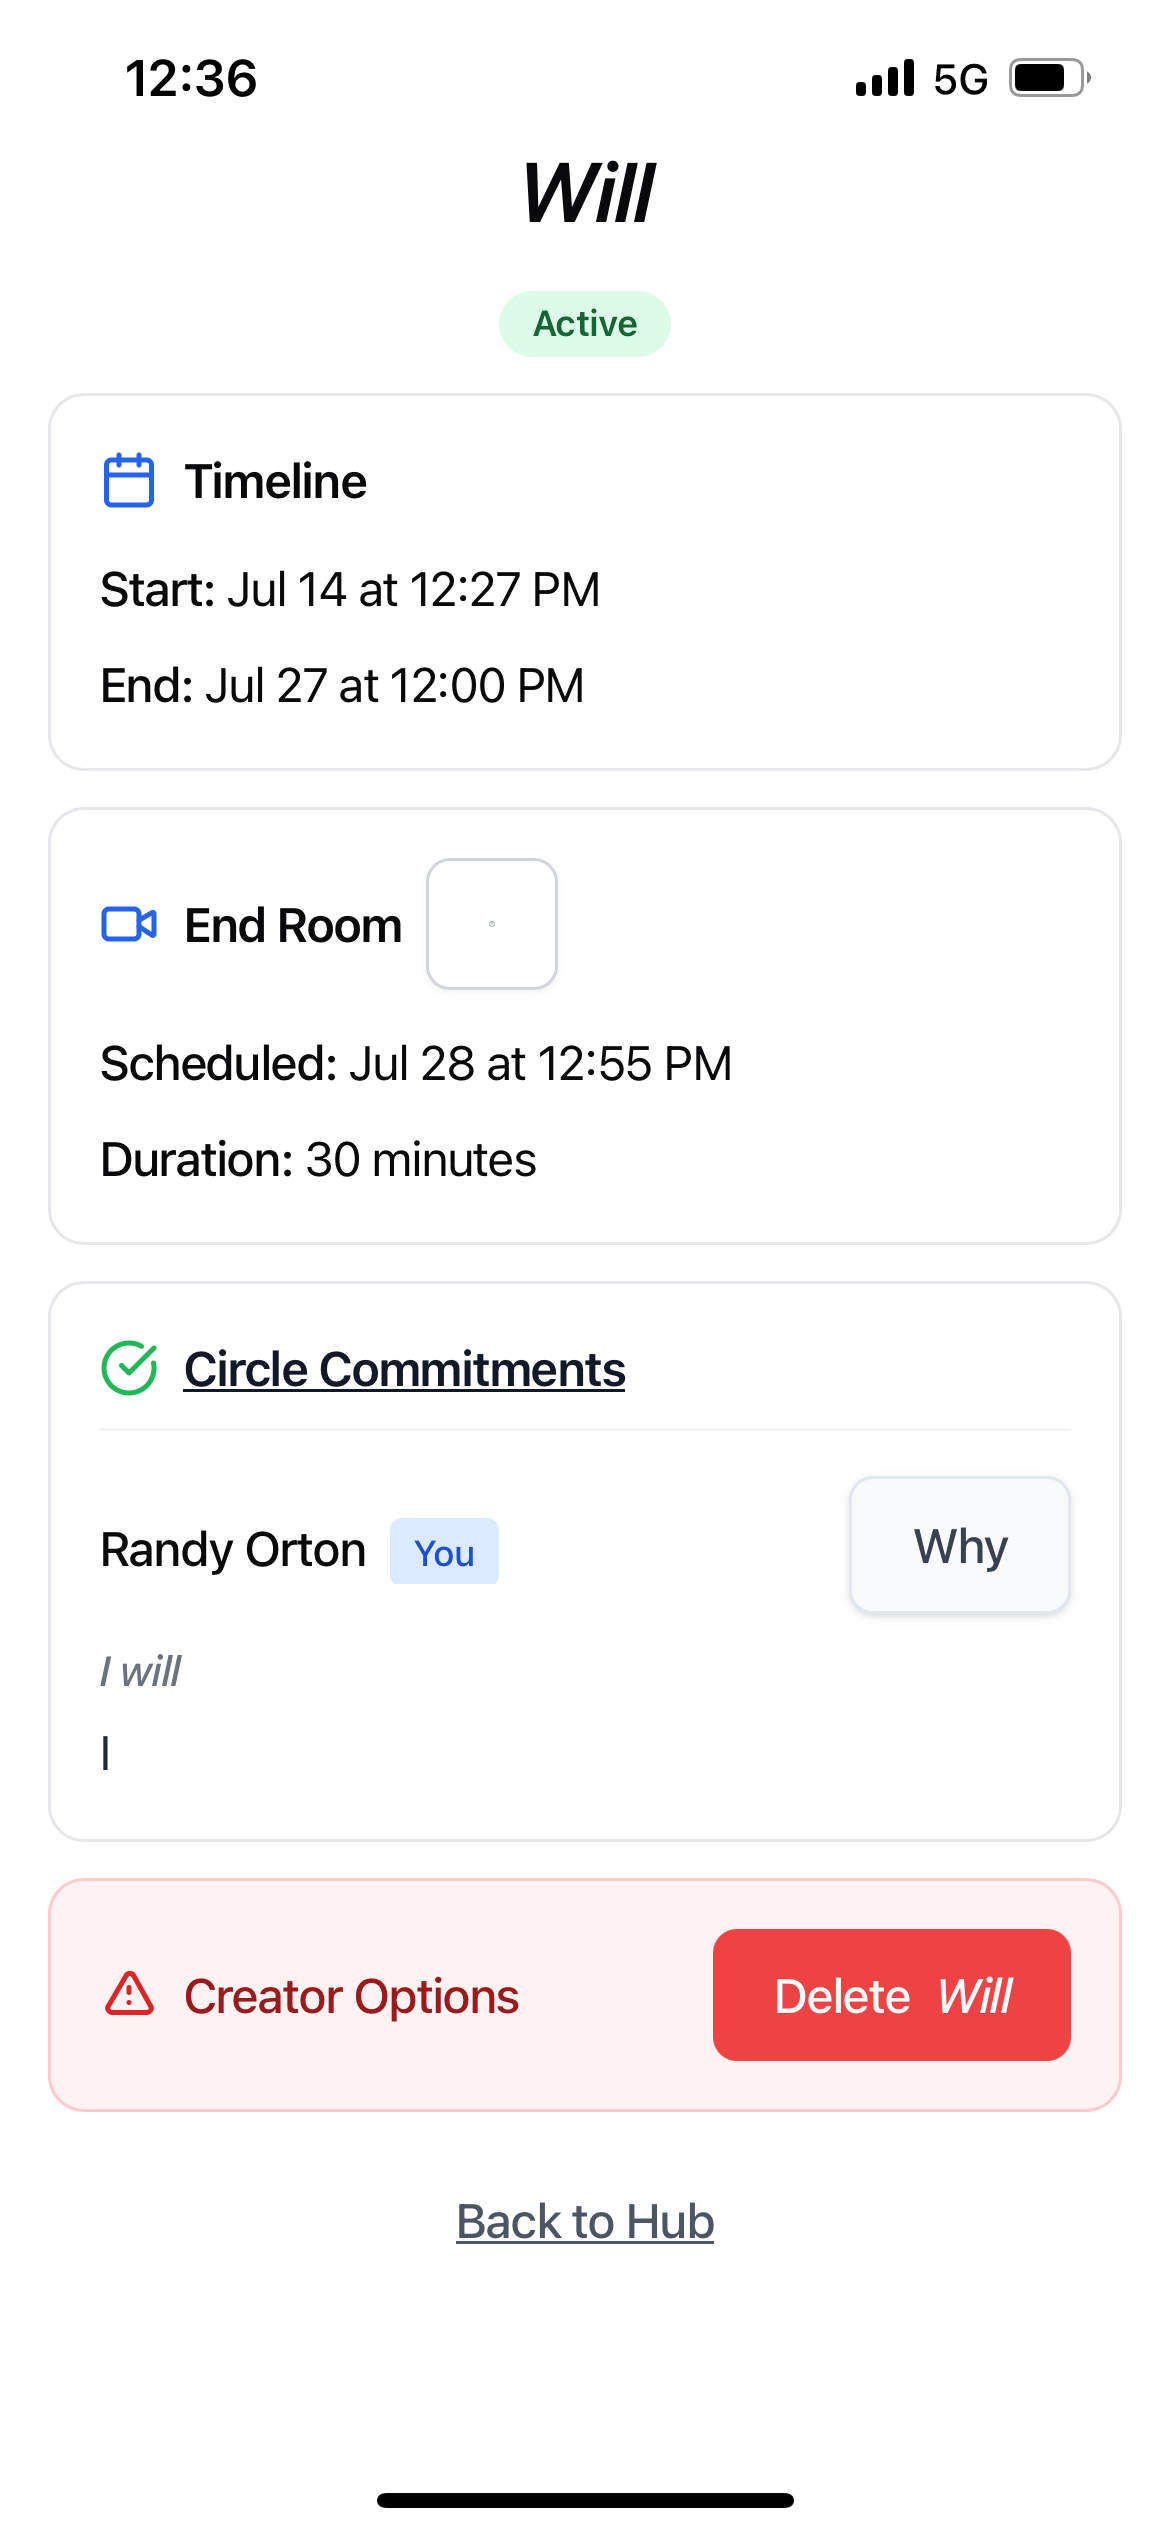 12:36
5G
Will
Active
Timeline
Start: Jul 14 at 12:27 PM
End: Jul 27 at 12:00 PM
End Room
Scheduled: Jul 28 at 12:55 PM
Duration: 30 minutes
Circle Commitments
Randy Orton You
Why
I will
I
Creator Options
Delete Will
Back to Hub